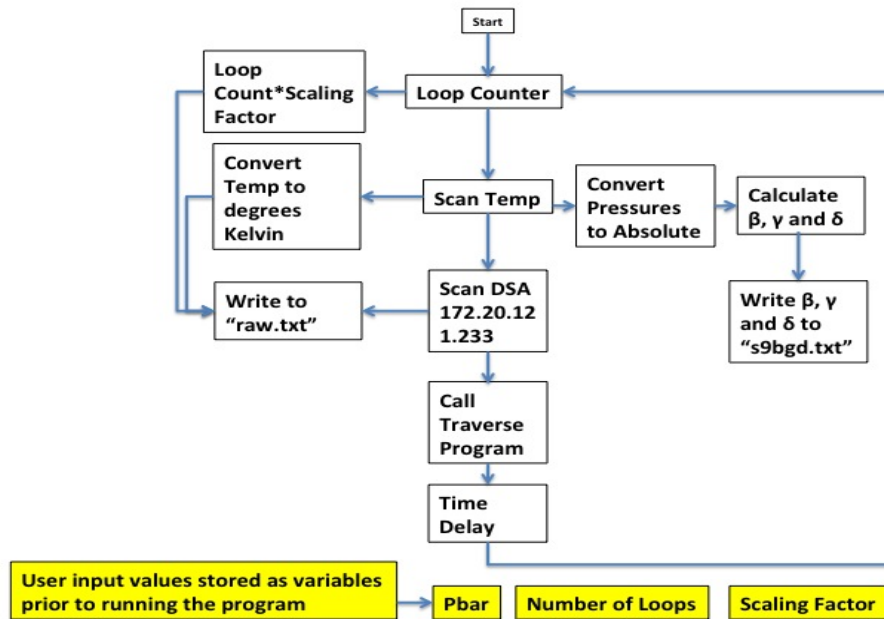 Start
Loop
Count*Scaling
Factor
Loop Counter
Convert
Temp to
degrees
Kelvin
Scan Temp
Convert
Pressures
to Absolute
Calculate
β, γ and δ
Write to
“raw.txt”
Scan DSA
172.20.12
1.233
Write β, γ
and δ to
“s9bgd.txt”
Call
Traverse
Program
Time
Delay
User input values stored as variables
prior to running the program
Pbar
Number of Loops
Scaling Factor